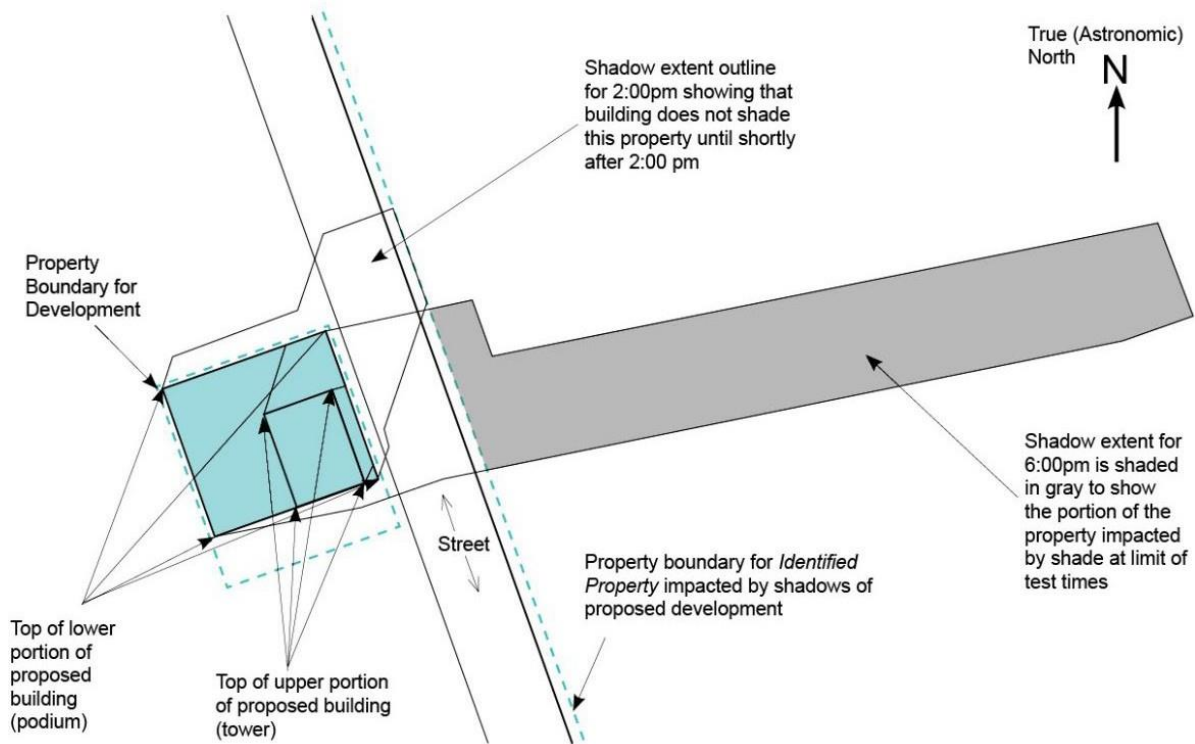 True (Astronomic)
North
N
Shadow extent outline
for 2:00pm showing that
building does not shade
this property until shortly
after 2:00 pm
Property
Boundary for
Development
Shadow extent for
6:00pm is shaded
in gray to show
the portion of the
property impacted
by shade at limit of
test times
Street
Property boundary for Identified
Property impacted by shadows of
proposed development
Top of lower
portion of
proposed
building
(podium)
Top of upper portion
of proposed building
(tower)